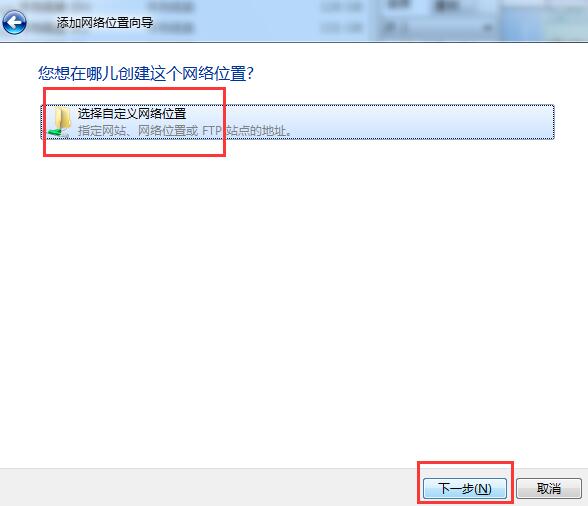 添加网络位置向导
您想在哪儿创建这个网络位置?
选择自定义网络位置
指定网站、网络位置或 FTP 站点的地址。
下一步(N)
取消